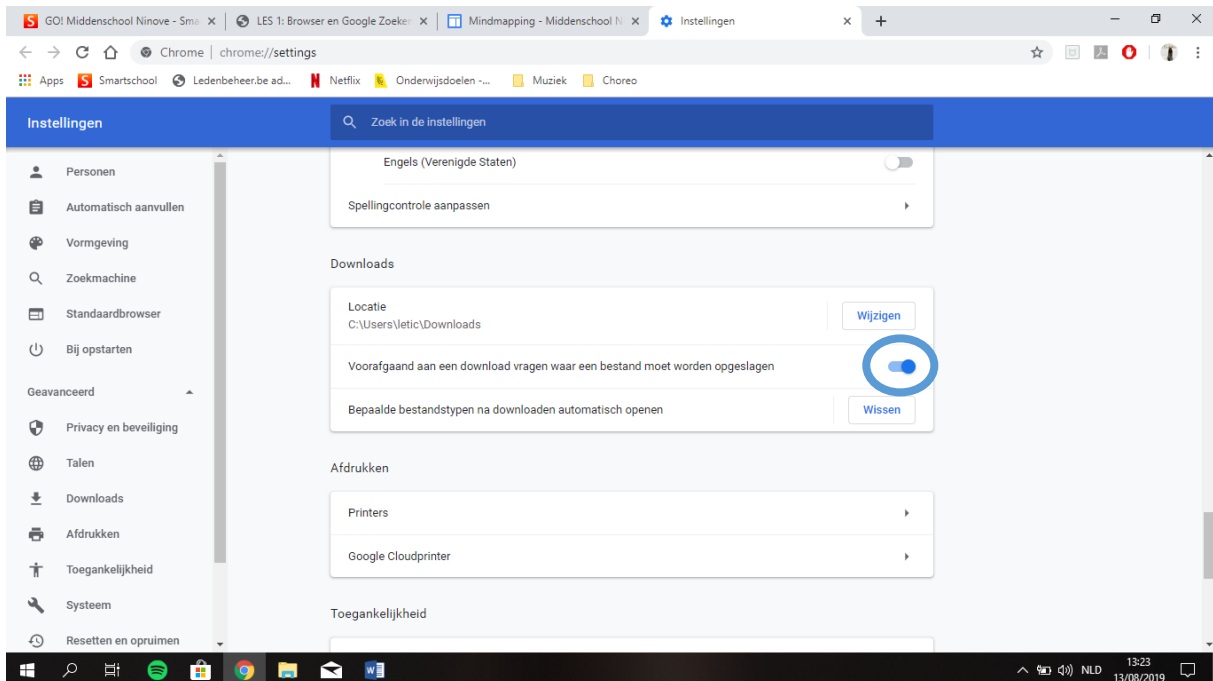 GO! Middenschool Ninove - Sma
LES 1: Browser en Google Zoeken
Mindmapping - Middenschool N
Instellingen
Chrome | chrome://settings
Apps
Smartschool
Ledenbeheer.be ad...
Netflix
Onderwijsdoelen -...
Muziek
Choreo
Instellingen
Zoek in de instellingen
Personen
Automatisch aanvullen
Vormgeving
Zoekmachine
Standaardbrowser
Bij opstarten
Geavanceerd
Privacy en beveiliging
Talen
Downloads
Afdrukken
Toegankelijkheid
Systeem
Resetten en opruimen
Engels (Verenigde Staten)
Spellingcontrole aanpassen
Downloads
Locatie
C:\Users\letic\Downloads
Wijzigen
Voorafgaand aan een download vragen waar een bestand moet worden opgeslagen
Bepaalde bestandstypen na downloaden automatisch openen
Wissen
Afdrukken
Printers
Google Cloudprinter
Toegankelijkheid
NLD
13:23
13/08/2019